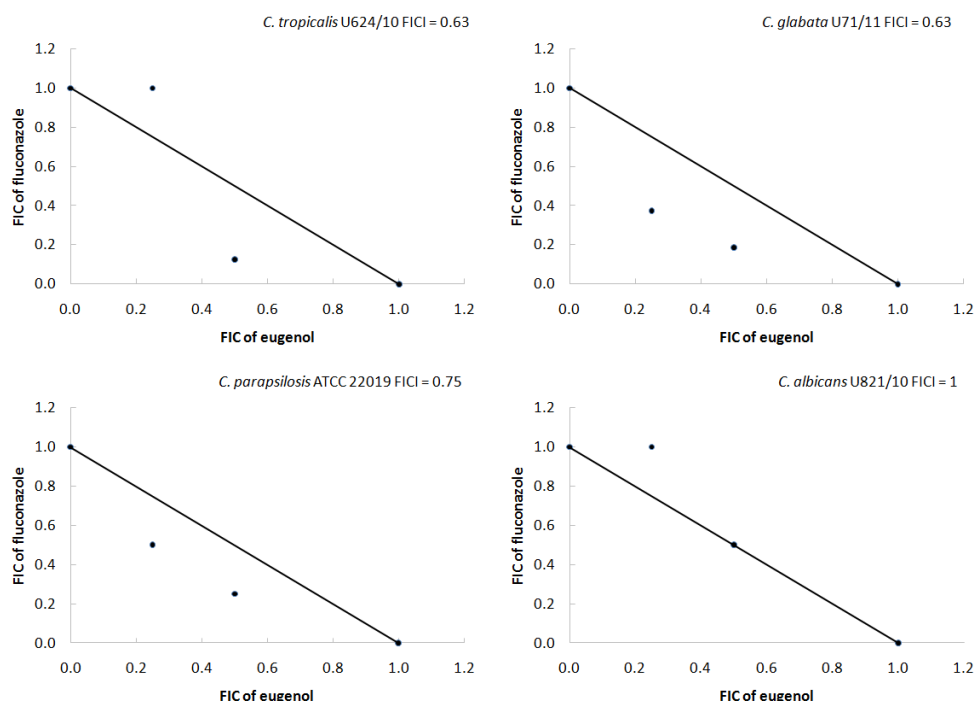 C. tropicalis U624/10 FICI = 0.63
1.2
1.0
0.8
0.6
0.4
0.2
0.0
FIC of fluconazole
0.0 0.2 0.4 0.6 0.8 1.0 1.2
FIC of eugenol
C. glabata U71/11 FICI = 0.63
1.2
1.0
0.8
0.6
0.4
0.2
0.0
FIC of fluconazole
0.0 0.2 0.4 0.6 0.8 1.0 1.2
FIC of eugenol
C. parapsilosis ATCC 22019 FICI = 0.75
1.2
1.0
0.8
0.6
0.4
0.2
0.0
FIC of fluconazole
0.0 0.2 0.4 0.6 0.8 1.0 1.2
FIC of eugenol
C. albicans U821/10 FICI = 1
1.2
1.0
0.8
0.6
0.4
0.2
0.0
FIC of fluconazole
0.0 0.2 0.4 0.6 0.8 1.0 1.2
FIC of eugenol